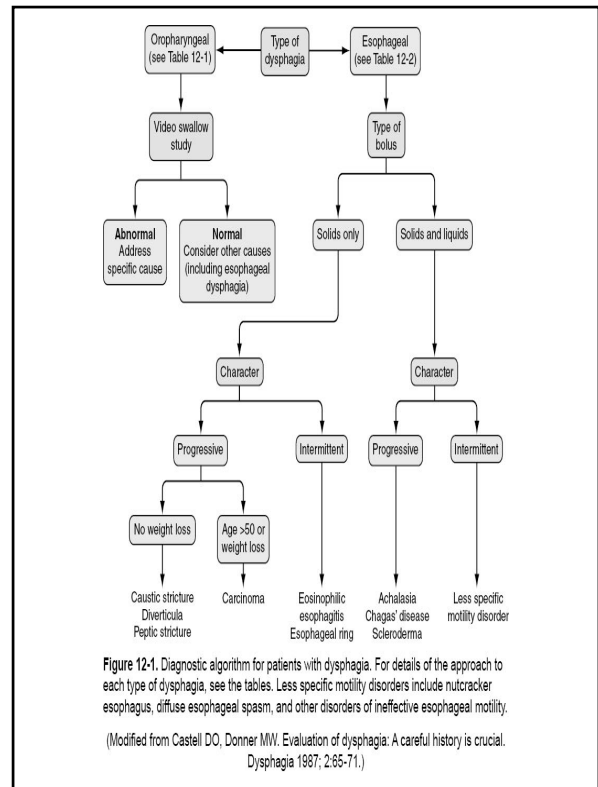 Oropharyngeal
(see Table 12-1)
Type of
dysphagia
Esophageal
(see Table 12-2)
Video swallow
study
Type of
bolus
Abnormal
Address
specific cause
Normal
Consider other causes
(including esophageal
dysphagia)
Solids only
Solids and liquids
Character
Character
Progressive
Intermittent
Progressive
Intermittent
No weight loss
Age >50 or
weight loss
Caustic stricture
Diverticula
Peptic stricture
Carcinoma
Eosinophilic
esophagitis
Esophageal ring
Achalasia
Chagas' disease
Scleroderma
Less specific
motility disorder
Figure 12-1. Diagnostic algorithm for patients with dysphagia. For details of the approach to
each type of dysphagia, see the tables. Less specific motility disorders include nutcracker
esophagus, diffuse esophageal spasm, and other disorders of ineffective esophageal motility.
(Modified from Castell DO, Donner MW. Evaluation of dysphagia: A careful history is crucial.
Dysphagia 1987; 2:65-71.)